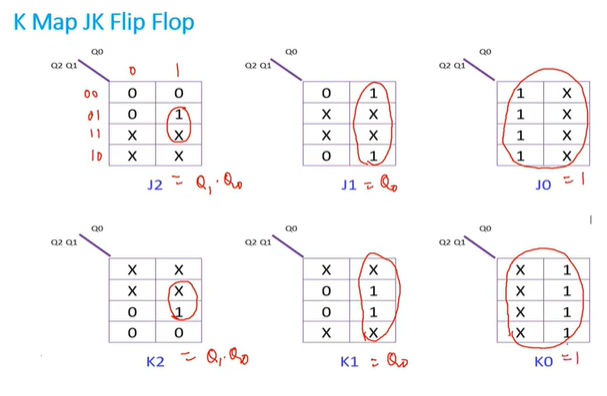 K Map JK Flip Flop
Q0 Q0 Q0
Q2 Q1 Q2 Q1 Q2 Q1
0 1
00 0 0 0 1 1 X
01 0 1 X X 1 X
11 X X X X 1 X
10 X X 0 1 1 X
J2 = Q1 . Q0 J1 = Q0 J0 = 1
Q0 Q0 Q0
Q2 Q1 Q2 Q1 Q2 Q1
X X X X X 1
X X 0 1 X 1
0 1 0 1 X 1
0 0 X X X 1
K2 = Q1 . Q0 K1 = Q0 K0 = 1